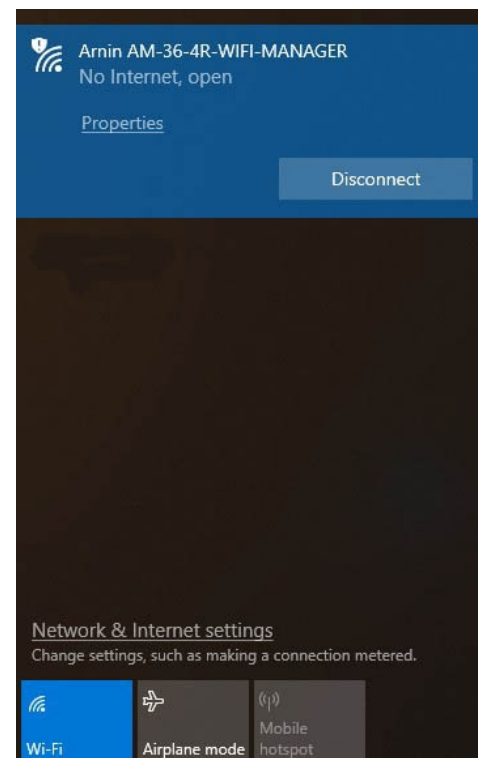 Arnin AM-36-4R-WIFI-MANAGER
No Internet, open
Properties
Disconnect
Network & Internet settings
Change settings, such as making a connection metered.
Wi-Fi
Airplane mode
Mobile
hotspot